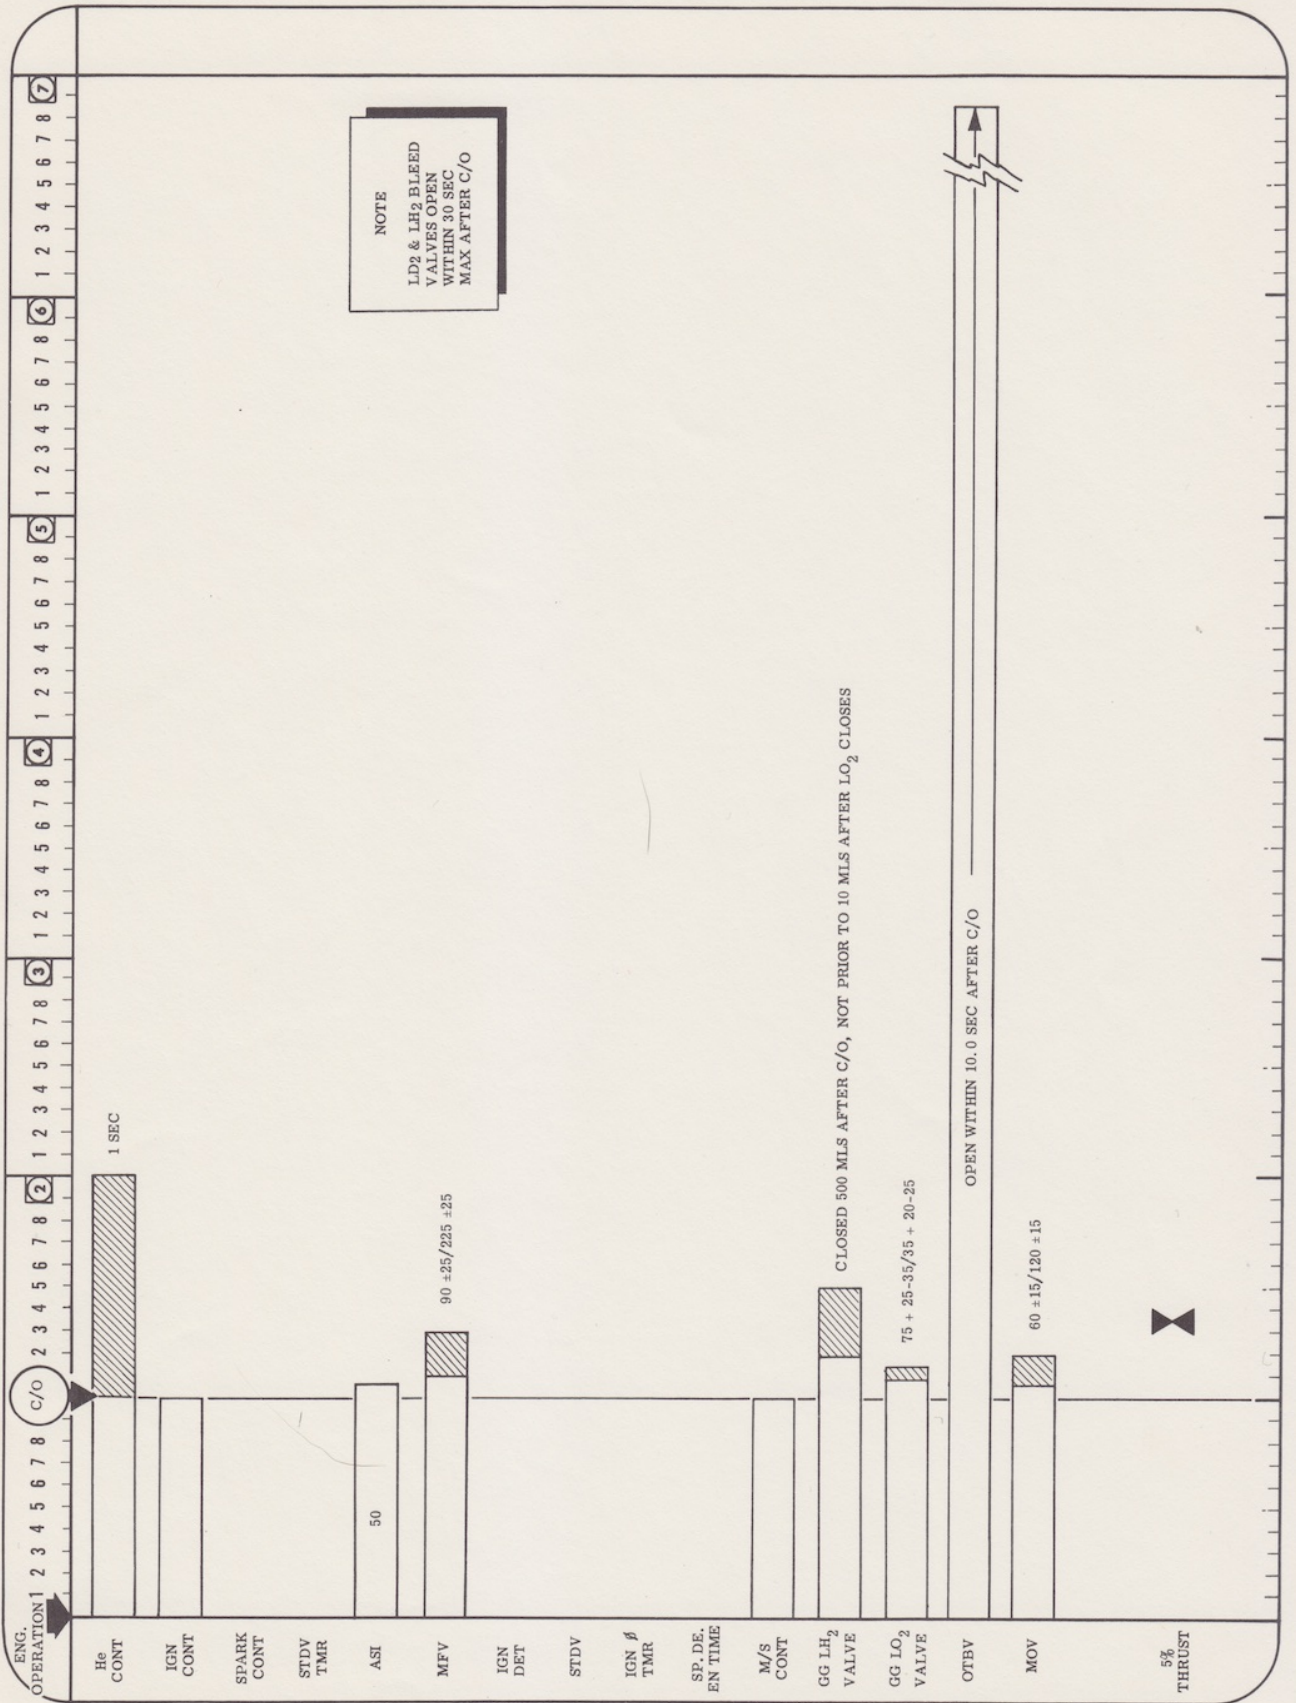 ENG.
OPERATION
1 2 3 4 5 6 7 8 C/O 2 3 4 5 6 7 8 2 1 2 3 4 5 6 7 8 3 1 2 3 4 5 6 7 8 4 1 2 3 4 5 6 7 8 5 1 2 3 4 5 6 7 8 6 1 2 3 4 5 6 7 8 7
He
CONT
1 SEC
IGN
CONT
SPARK
CONT
STDV
TMR
NOTE
LD2 & LH2 BLEED
VALVES OPEN
WITHIN 30 SEC
MAX AFTER C/O
ASI
50
MFV
90 ±25/225 ±25
IGN
DET
STDV
IGN ∅
TMR
SP. DE.
EN TIME
M/S
CONT
GG LH2
VALVE
CLOSED 500 MLS AFTER C/O, NOT PRIOR TO 10 MLS AFTER LO2 CLOSES
GG LO2
VALVE
75 + 25-35/35 + 20-25
OTBV
OPEN WITHIN 10.0 SEC AFTER C/O
MOV
60 ±15/120 ±15
5%
THRUST